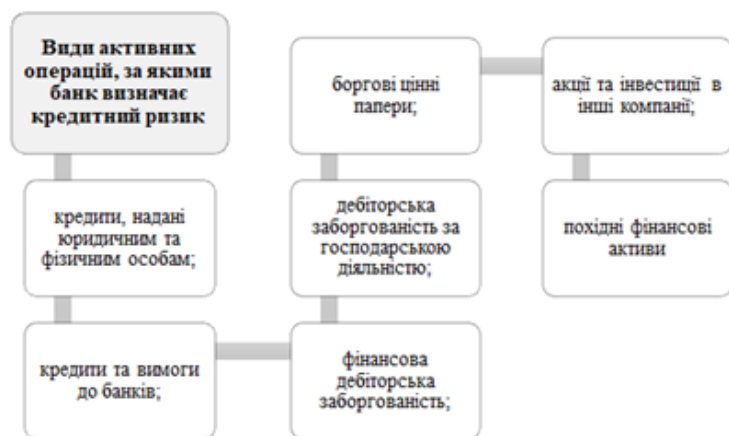 Види активних
операцій, за якими
банк визначає
кредитний ризик
кредити, надані
юридичним та
фізичним особам;
кредити та вимоги
до банків;
фінансова
дебіторська
заборгованість;
дебіторська
заборгованість за
господарською
діяльністю;
боргові цінні
папери;
акції та інвестиції в
інші компанії;
похідні фінансові
активи